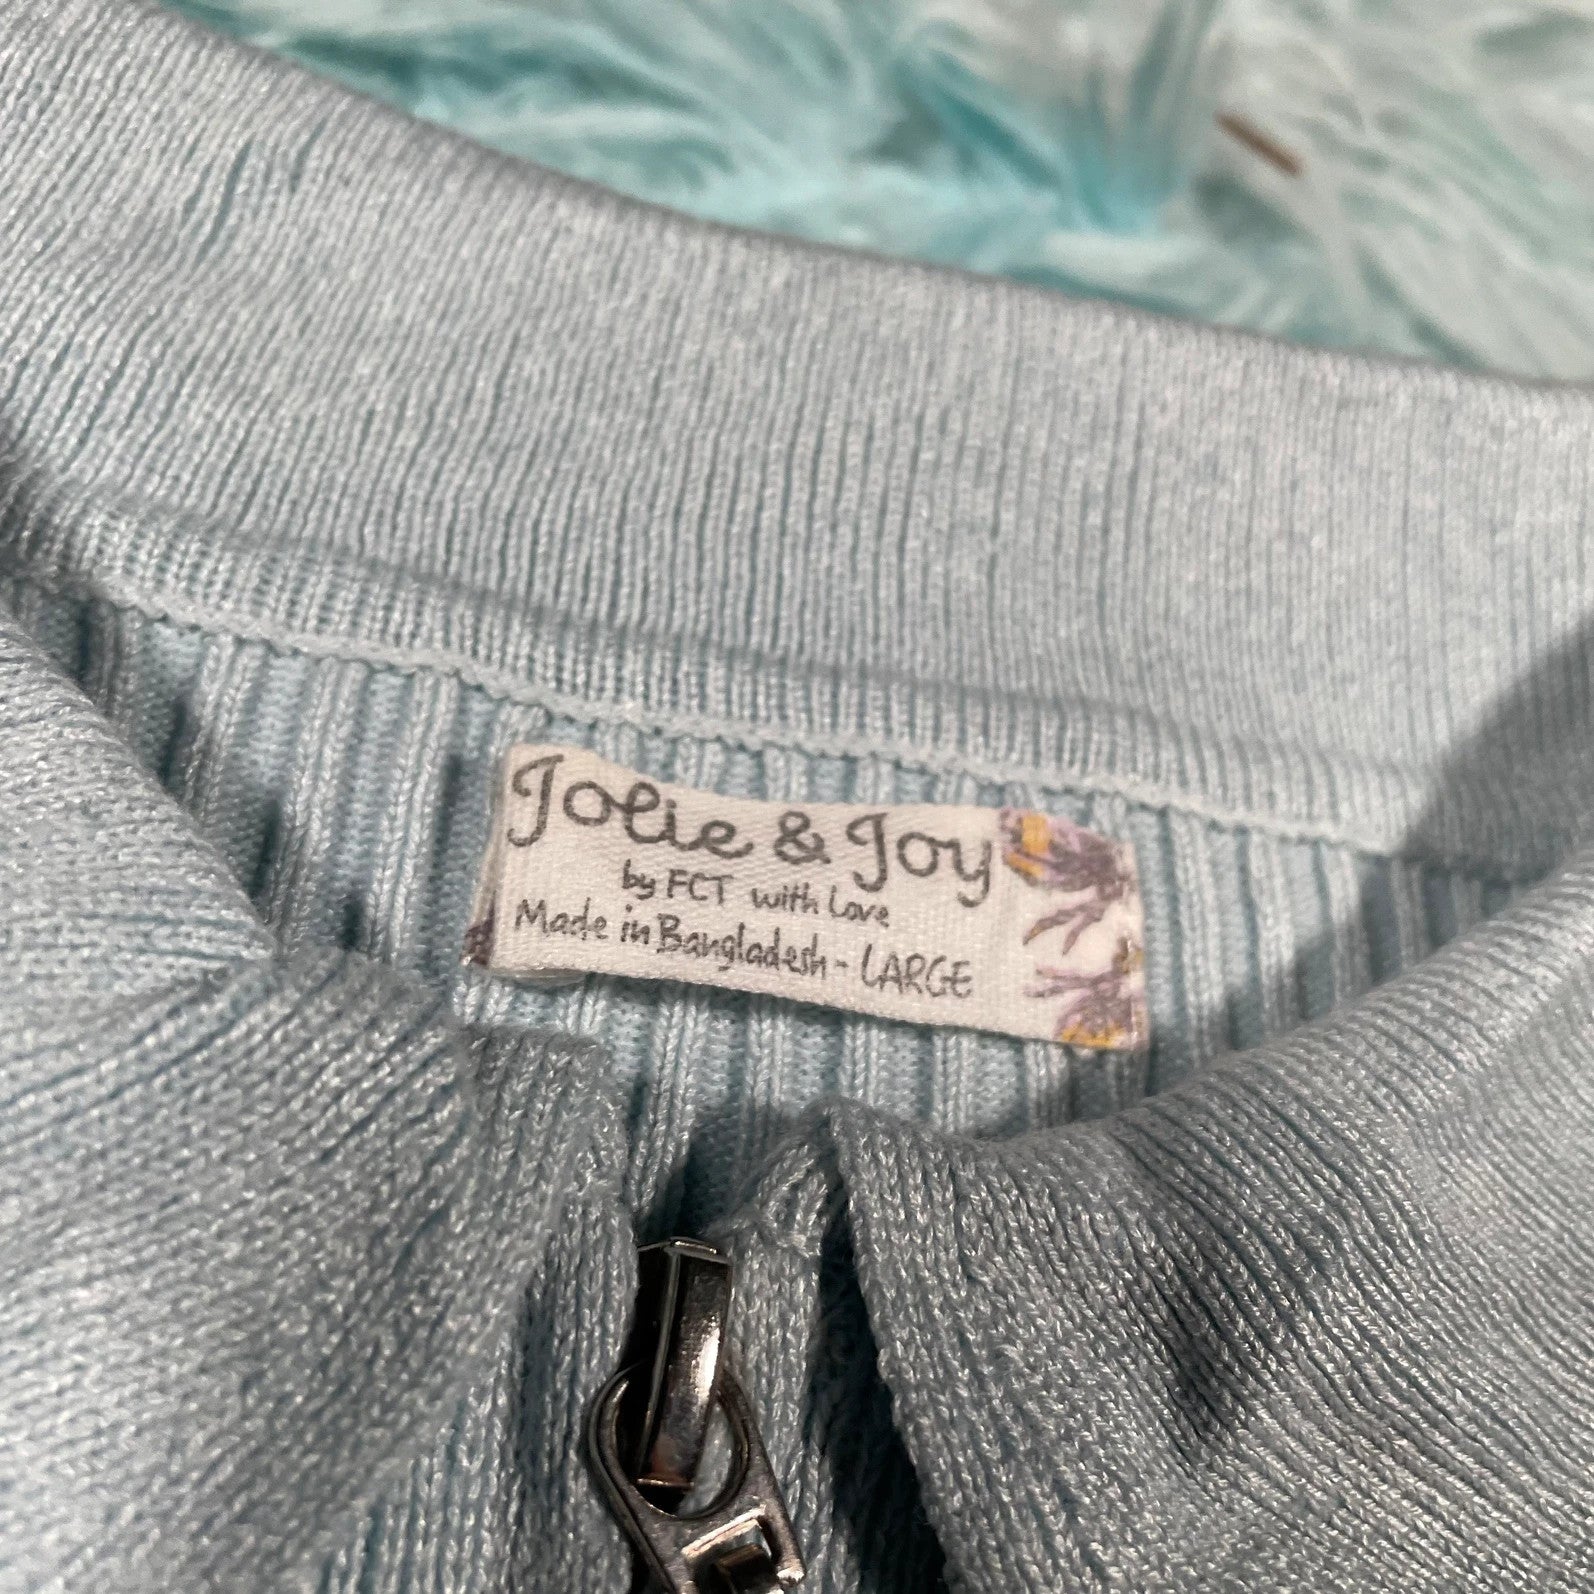 Jolie & Joy
by FCT with Love
Made in Bangladesh - LARGE